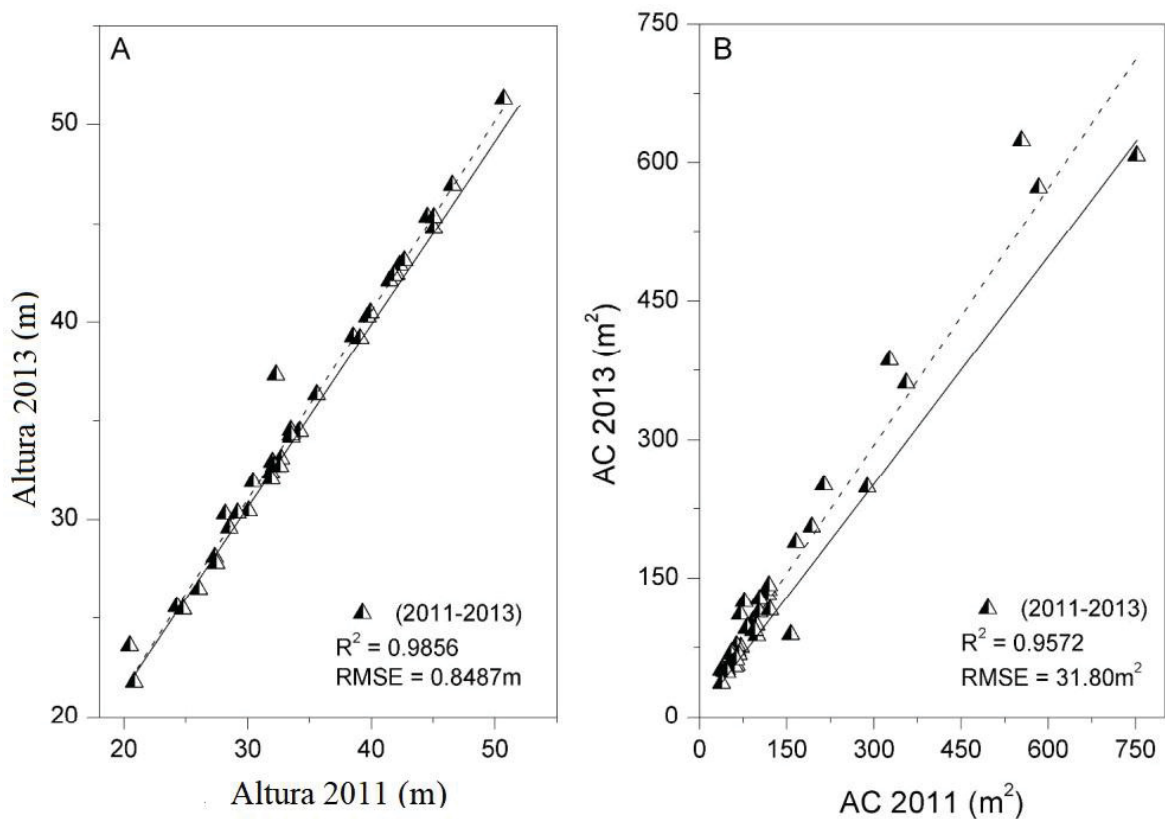 A
50
40
30
20
Altura 2013 (m)
(2011-2013)
R² = 0.9856
RMSE = 0.8487m
20 30 40 50
Altura 2011 (m)
B
750
600
450
300
150
0
AC 2013 (m²)
(2011-2013)
R² = 0.9572
RMSE = 31.80m²
0 150 300 450 600 750
AC 2011 (m²)